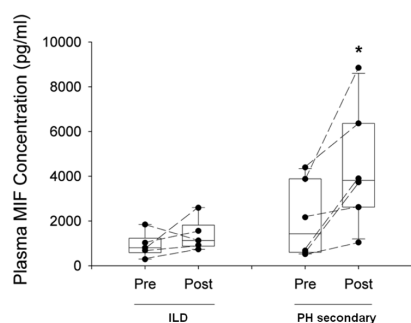 Plasma MIF Concentration (pg/ml)
10000
8000
6000
4000
2000
0
*
Pre Post Pre Post
ILD PH secondary